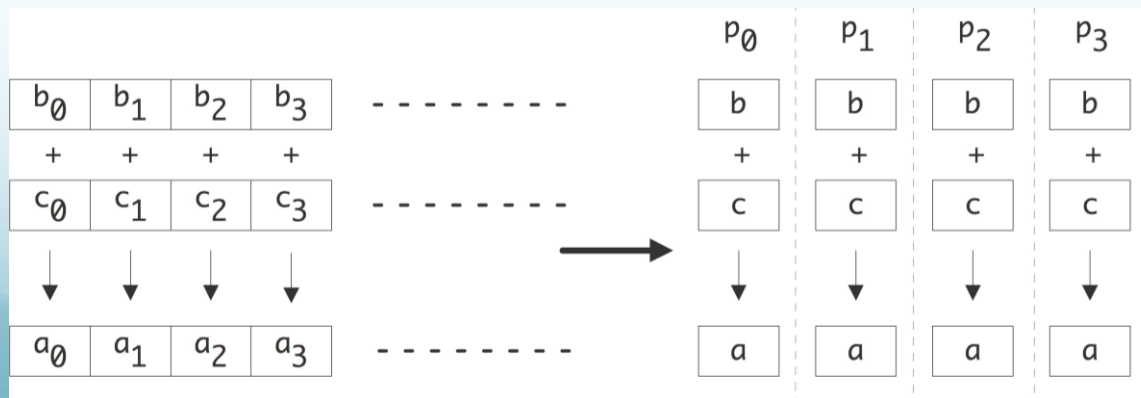 p₀ p₁ p₂ p₃
b₀ b₁ b₂ b₃ - - - - - - - - - b b b b
+ + + + + + + +
c₀ c₁ c₂ c₃ - - - - - - - - - c c c c
a₀ a₁ a₂ a₃ - - - - - - - - - a a a a